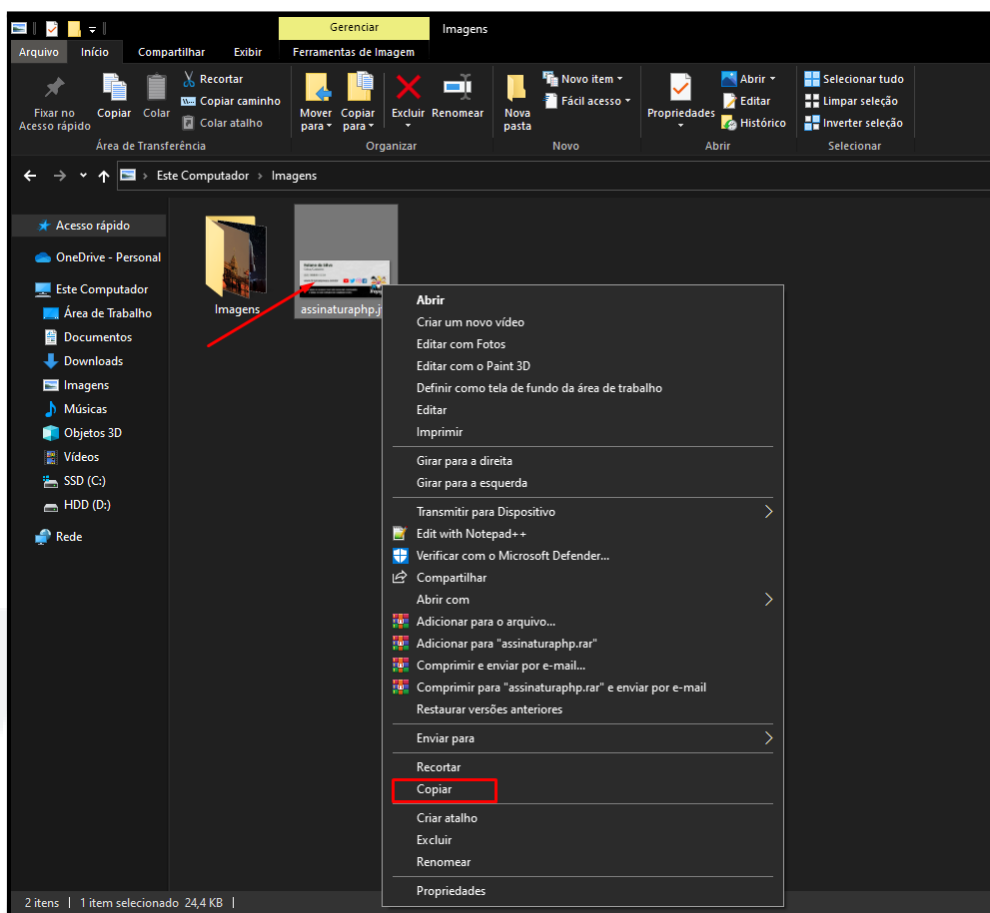 Gerenciar
Imagens
Arquivo
Início
Compartilhar
Exibir
Ferramentas de Imagem
Fixar no
Acesso rápido
Copiar
Colar
Recortar
Copiar caminho
Colar atalho
Área de Transferência
Mover
para
Copiar
para
Excluir
Renomear
Organizar
Nova
pasta
Novo item
Fácil acesso
Novo
Propriedades
Abrir
Editar
Histórico
Abrir
Selecionar tudo
Limpar seleção
Inverter seleção
Selecionar
Este Computador
Imagens
Acesso rápido
OneDrive - Personal
Este Computador
Área de Trabalho
Documentos
Downloads
Imagens
Músicas
Objetos 3D
Vídeos
SSD (C:)
HDD (D:)
Rede
Imagens
assinaturaphp.j
Abrir
Criar um novo vídeo
Editar com Fotos
Editar com o Paint 3D
Definir como tela de fundo da área de trabalho
Editar
Imprimir
Girar para a direita
Girar para a esquerda
Transmitir para Dispositivo
Edit with Notepad++
Verificar com o Microsoft Defender...
Compartilhar
Abrir com
Adicionar para o arquivo...
Adicionar para "assinaturaphp.rar"
Comprimir e enviar por e-mail...
Comprimir para "assinaturaphp.rar" e enviar por e-mail
Restaurar versões anteriores
Enviar para
Recortar
Copiar
Criar atalho
Excluir
Renomear
Propriedades
2 itens
1 item selecionado 24,4 KB